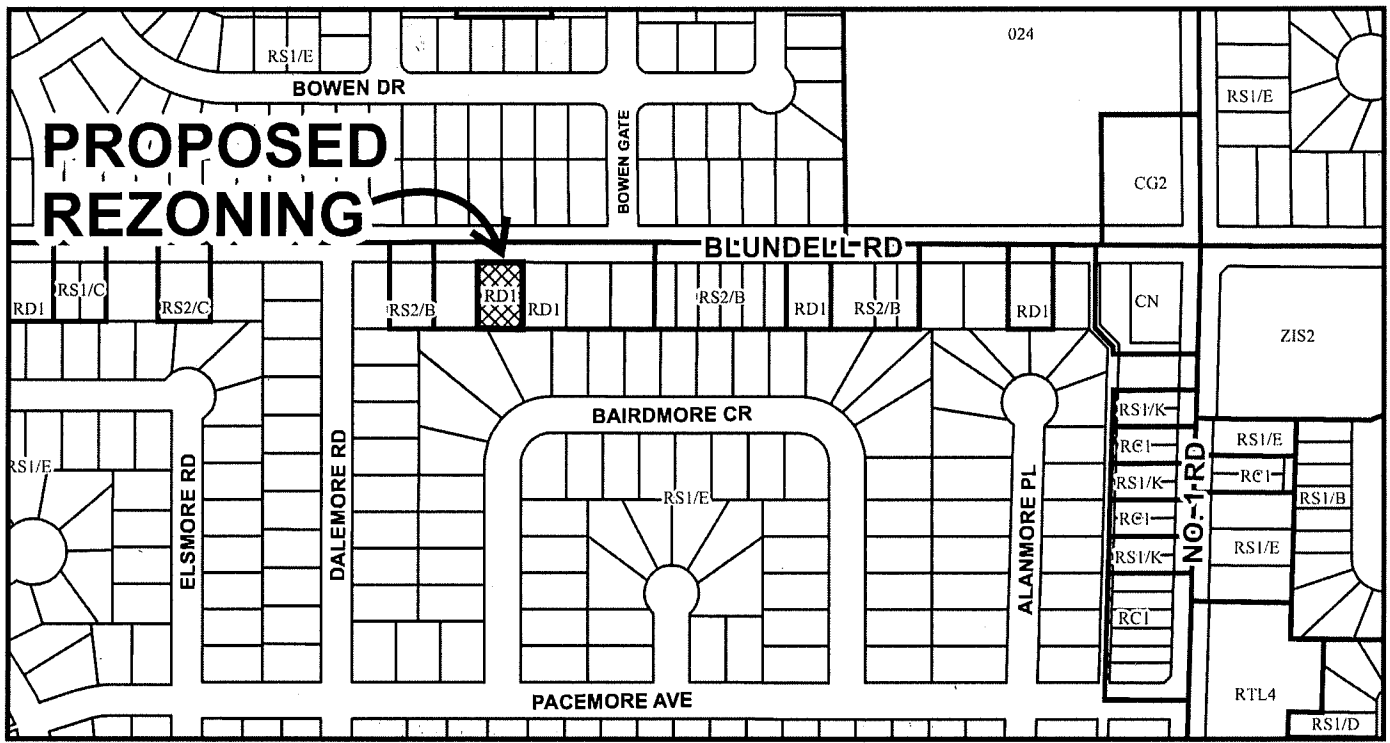 024
RS1/E
BOWEN DR
RS1/E
PROPOSED
REZONING
BOWEN GATE
CG2
BLUNDELL RD
RD1
RS1/C
RS2/C
RS2/B
RD1
RD1
RS2/B
RD1
RS2/B
RD1
CN
ZIS2
BAIRDMORE CR
RS1/K
RC1
RS1/K
RC1
RS1/K
RC1
NO. 1 RD
RS1/E
RC1
RS1/B
RS1/E
RS1/E
ELSMORE RD
DALEMORE RD
RS1/E
ALANMORE PL
PACEMORE AVE
RTL4
RS1/D